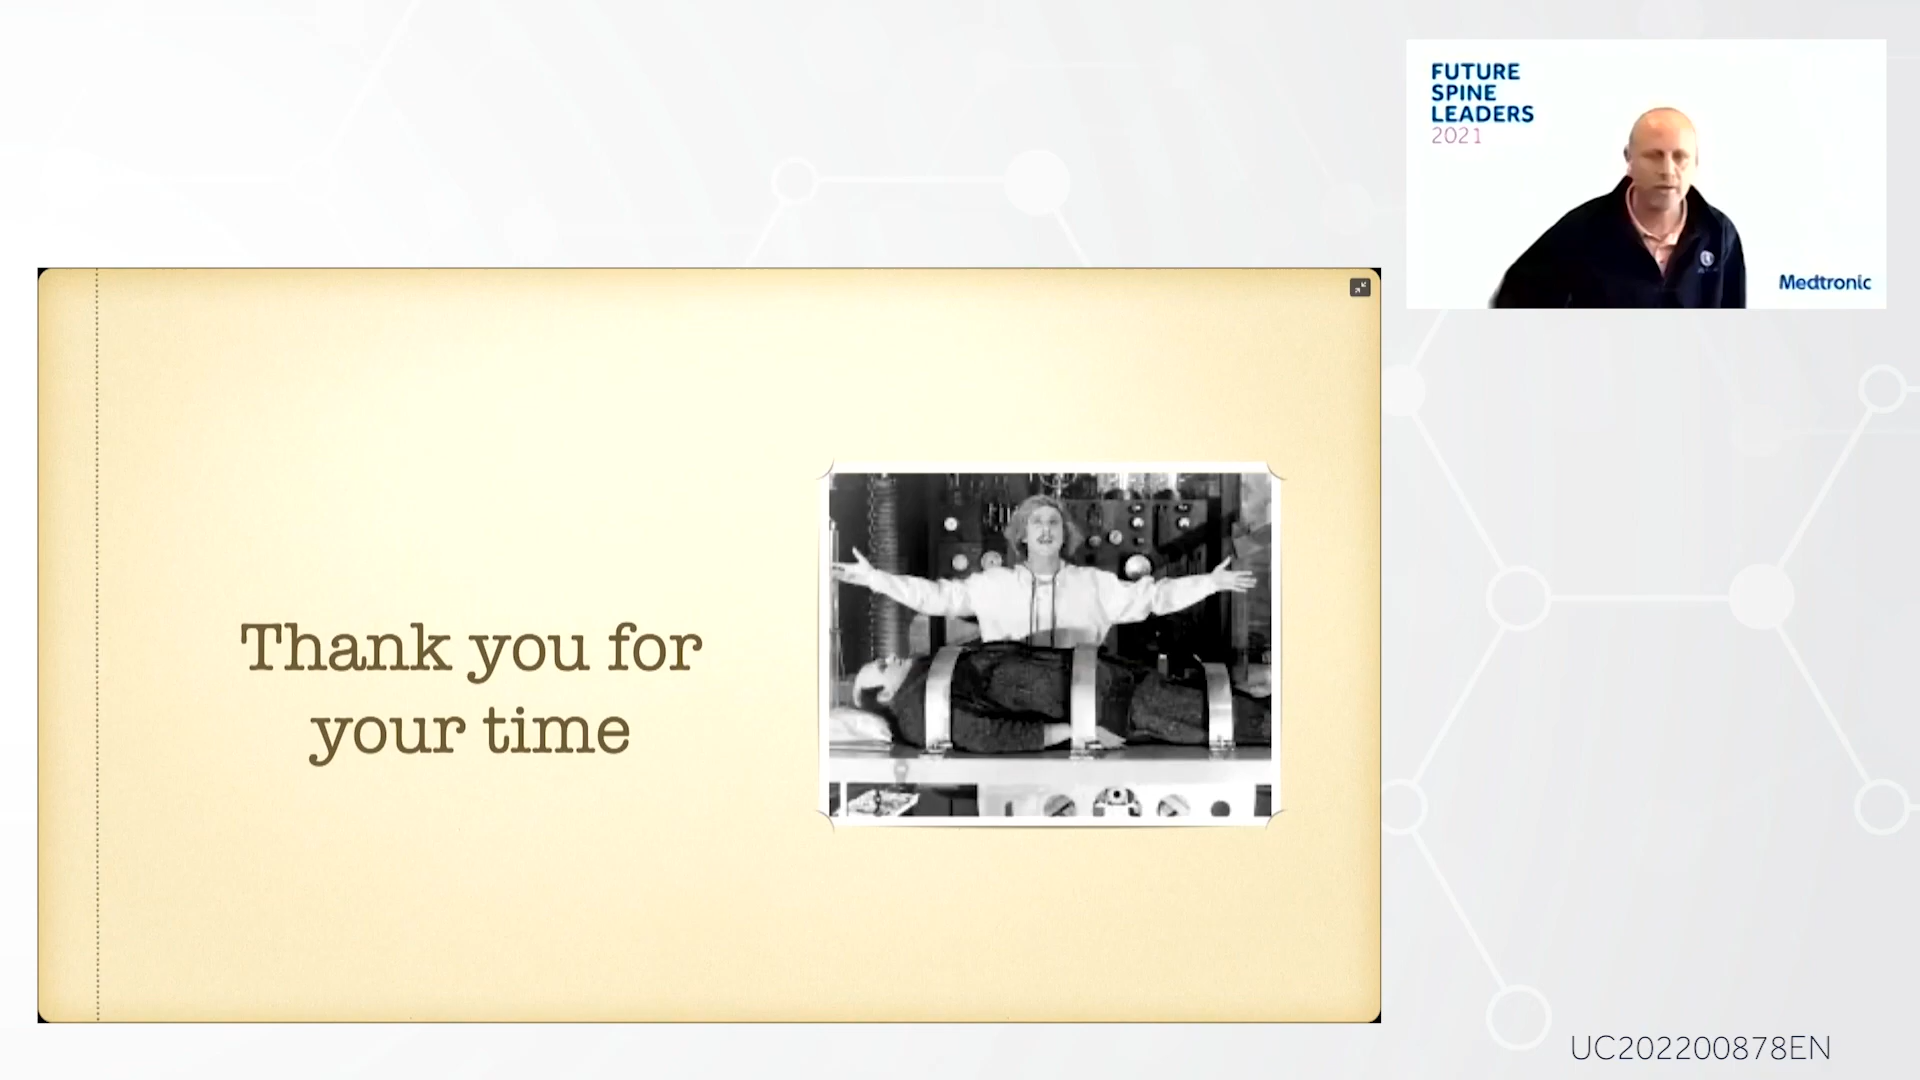 FUTURE
SPINE
LEADERS
2021
Medtronic
Thank you for
your time
UC202200878EN